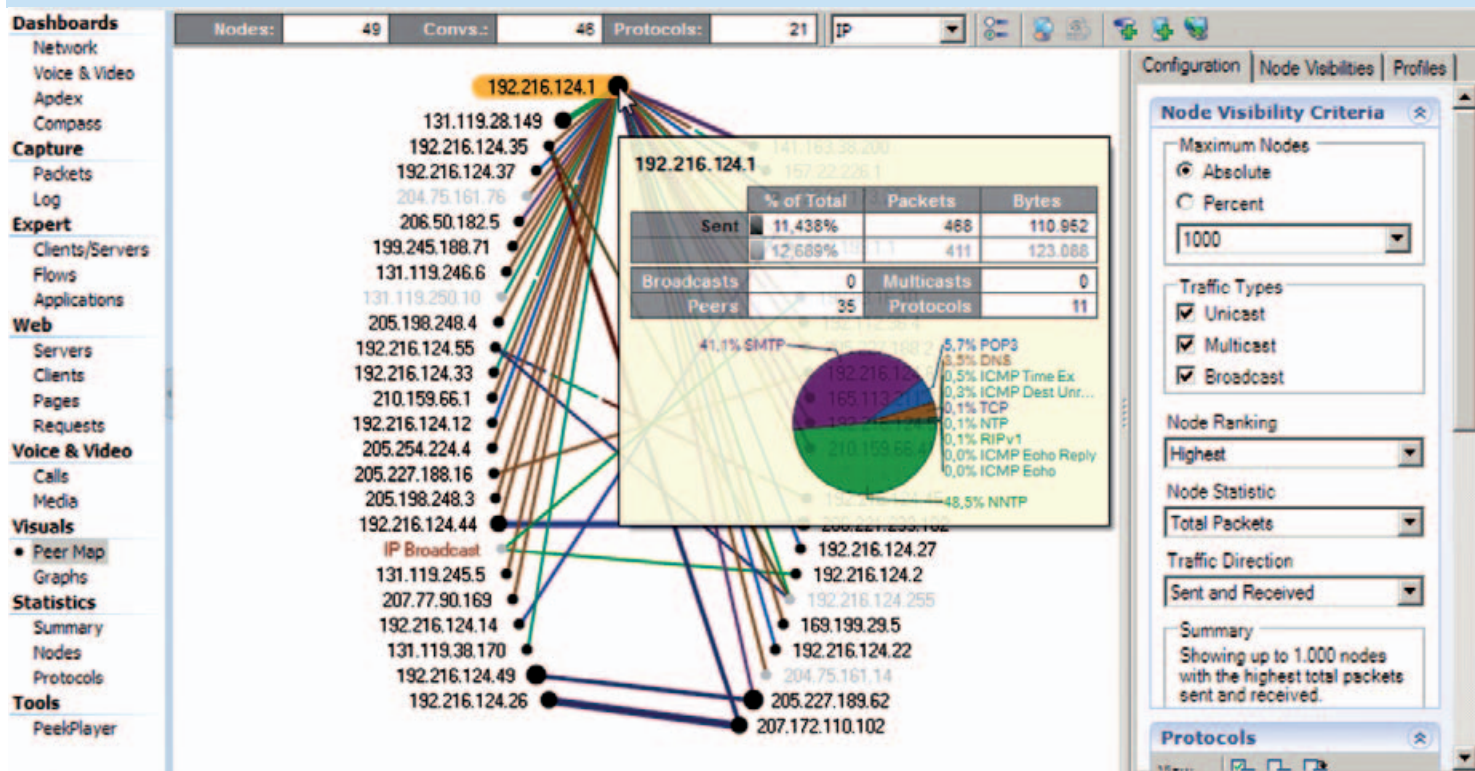 Dashboards
Network
Voice & Video
Apdex
Compass
Capture
Packets
Log
Expert
Clients/Servers
Flows
Applications
Web
Servers
Clients
Pages
Requests
Voice & Video
Calls
Media
Visuals
Peer Map
Graphs
Statistics
Summary
Nodes
Protocols
Tools
PeekPlayer
Nodes: 49 Convs.: 46 Protocols: 21 IP
192.216.124.1
131.119.28.149
192.216.124.35
192.216.124.37
204.75.161.76
206.50.182.5
199.245.188.71
131.119.246.6
131.119.250.10
205.198.248.4
192.216.124.55
192.216.124.33
210.159.66.1
192.216.124.12
205.254.224.4
205.227.188.16
205.198.248.3
192.216.124.44
IP Broadcast
131.119.245.5
207.77.90.169
192.216.124.14
131.119.38.170
192.216.124.49
192.216.124.26
141.163.38.200
157.22.226.1
192.216.124.1
% of Total Packets Bytes
Sent 11,438% 468 110.952
12,689% 411 123.088
Broadcasts 0 Multicasts 0
Peers 35 Protocols 11
41,1% SMTP
5,7% POP3
3,5% DNS
0,5% ICMP Time Ex
0,3% ICMP Dest Unr...
0,1% TCP
0,1% NTP
0,1% RIPv1
0,0% ICMP Echo Reply
0,0% ICMP Echo
48,5% NNTP
192.216.124.27
192.216.124.2
192.216.124.255
169.199.29.5
192.216.124.22
204.75.161.14
205.227.189.62
207.172.110.102
Configuration Node Visibilities Profiles
Node Visibility Criteria
Maximum Nodes
Absolute
Percent
1000
Traffic Types
Unicast
Multicast
Broadcast
Node Ranking
Highest
Node Statistic
Total Packets
Traffic Direction
Sent and Received
Summary
Showing up to 1.000 nodes
with the highest total packets
sent and received.
Protocols